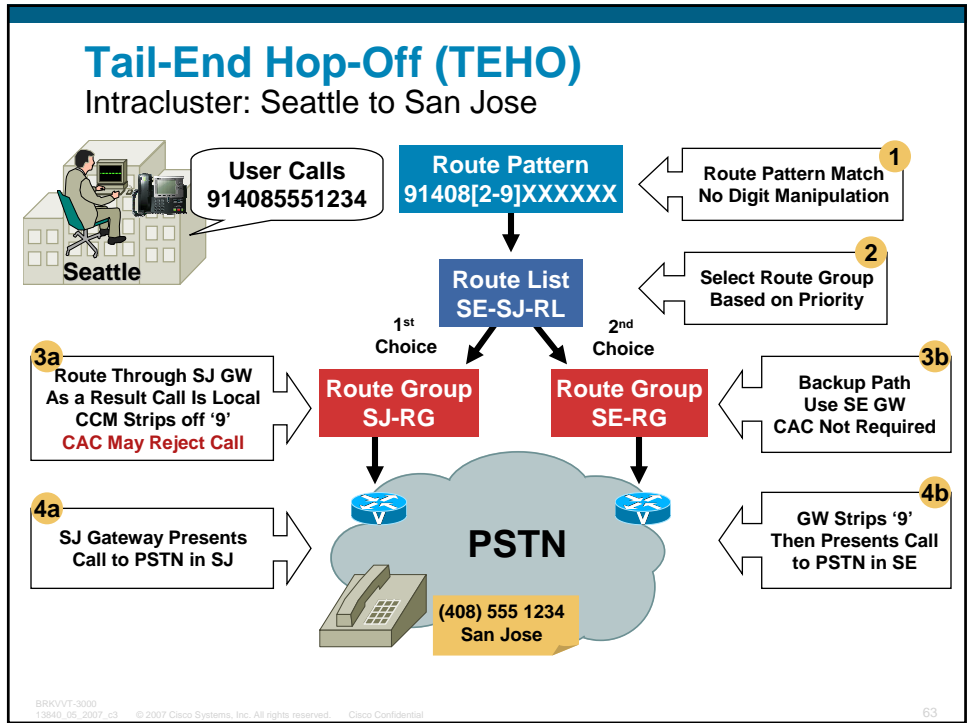 Tail-End Hop-Off (TEHO)
Intracluster: Seattle to San Jose
User Calls
914085551234
Seattle
Route Pattern
91408[2-9]XXXXXX
1
Route Pattern Match
No Digit Manipulation
Route List
SE-SJ-RL
2
Select Route Group
Based on Priority
1st
Choice
2nd
Choice
3a
Route Through SJ GW
As a Result Call Is Local
CCM Strips off ‘9’
CAC May Reject Call
Route Group
SJ-RG
Route Group
SE-RG
3b
Backup Path
Use SE GW
CAC Not Required
4a
SJ Gateway Presents
Call to PSTN in SJ
V
PSTN
V
4b
GW Strips ‘9’
Then Presents Call
to PSTN in SE
(408) 555 1234
San Jose
BRKVVT-3000
13840_05_2007_c3 © 2007 Cisco Systems, Inc. All rights reserved. Cisco Confidential
63